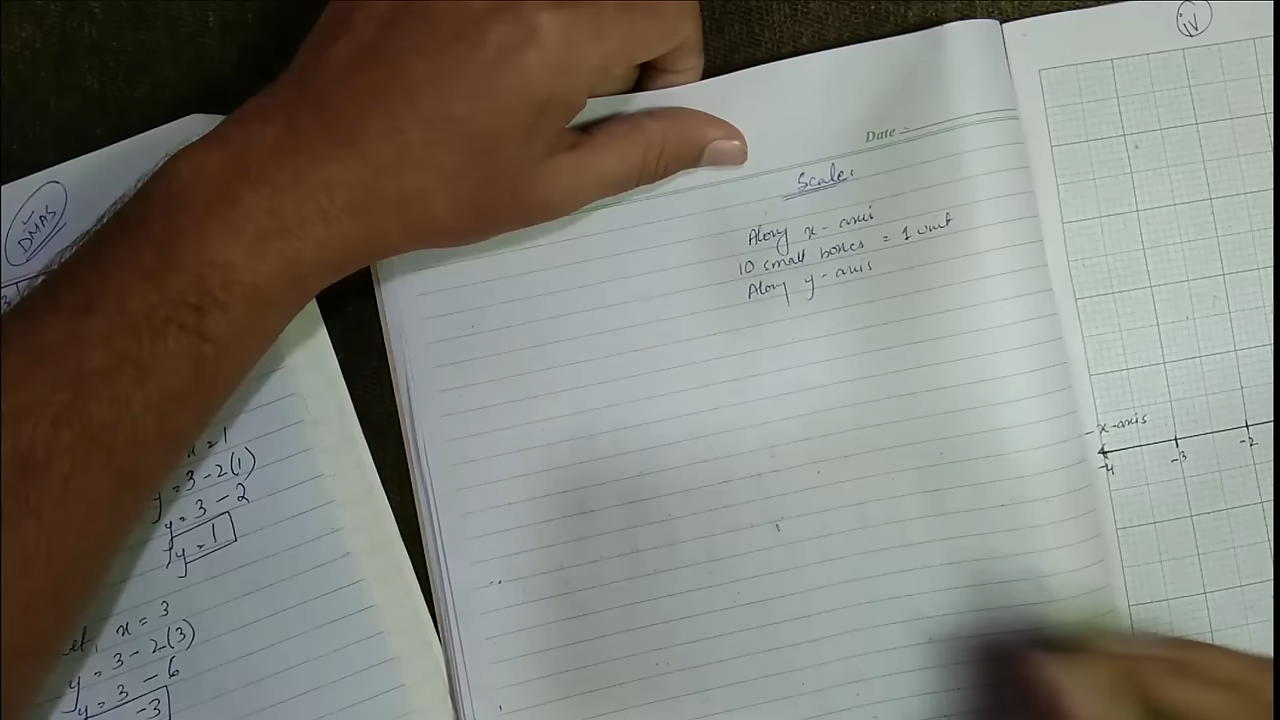 DMAS
x = 1
y = 3 - 2(1)
y = 3 - 2
y = 1
x = 3
y = 3 - 2(3)
y = 3 - 6
-3
Date
Scale:
Along x-axis
10 small boxes = 1 unit
Along y-axis
iv
x-axis
-4 -3 -2